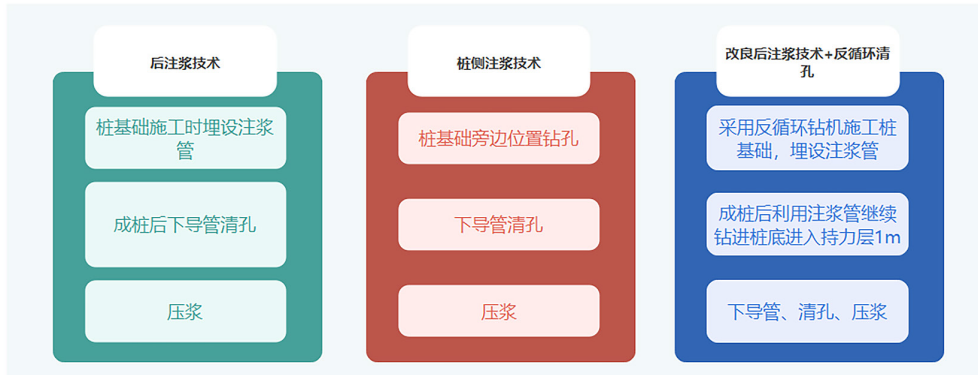 后注浆技术
桩基础施工时埋设注浆
管
成桩后下导管清孔
压浆
桩侧注浆技术
桩基础旁边位置钻孔
下导管清孔
压浆
改良后注浆技术+反循环清
孔
采用反循环钻机施工桩
基础，埋设注浆管
成桩后利用注浆管继续
钻进桩底进入持力层1m
下导管、清孔、压浆